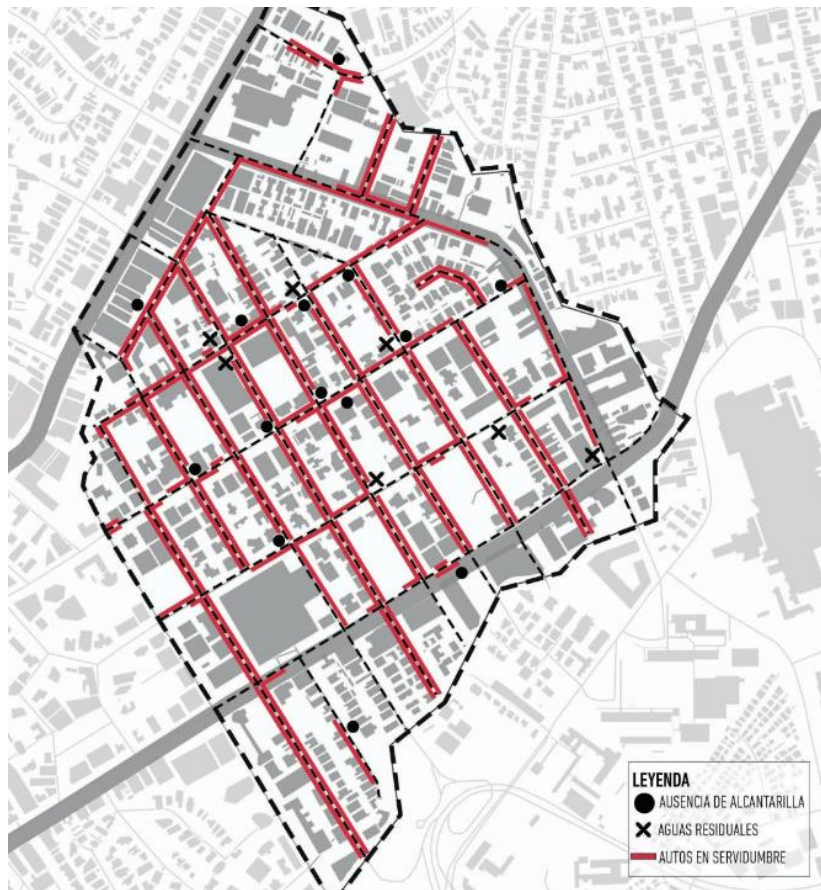 LEYENDA
AUSENCIA DE ALCANTARILLA
AGUAS RESIDUALES
AUTOS EN SERVIDUMBRE